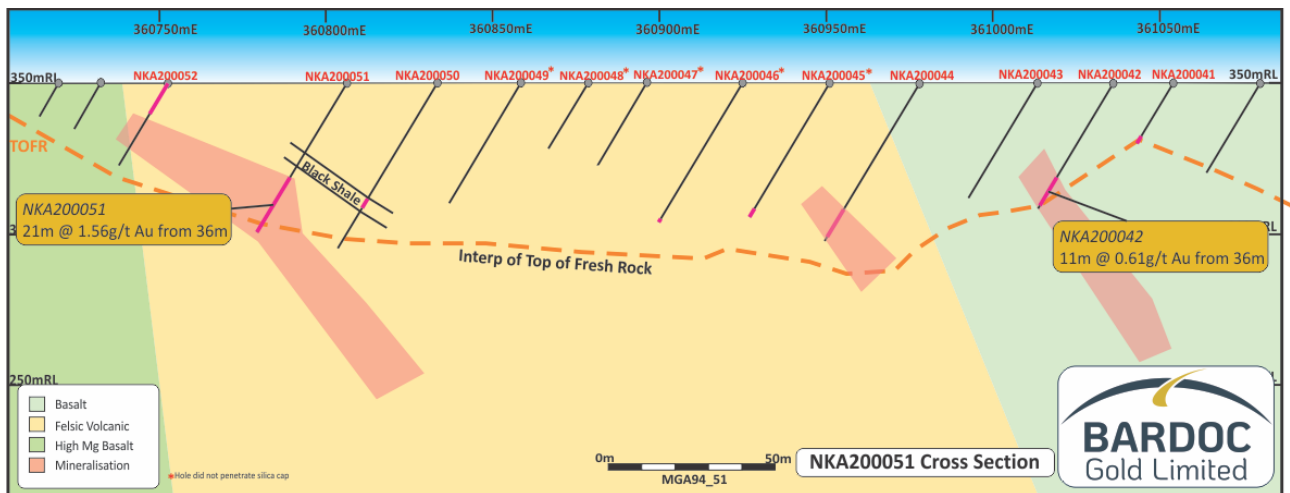 360750mE 360800mE 360850mE 360900mE 360950mE 361000mE 361050mE
350mRL NKA200052 NKA200051 NKA200050 NKA200049* NKA200048* NKA200047* NKA200046* NKA200045* NKA200044 NKA200043 NKA200042 NKA200041 350mRL
TOFR
Black Shale
NKA200051
21m @ 1.56g/t Au from 36m
NKA200042
11m @ 0.61g/t Au from 36m
Interp of Top of Fresh Rock
250mRL
Basalt
Felsic Volcanic
High Mg Basalt
Mineralisation
*Hole did not penetrate silica cap
0m 50m
MGA94_51
NKA200051 Cross Section
BARDOC
Gold Limited